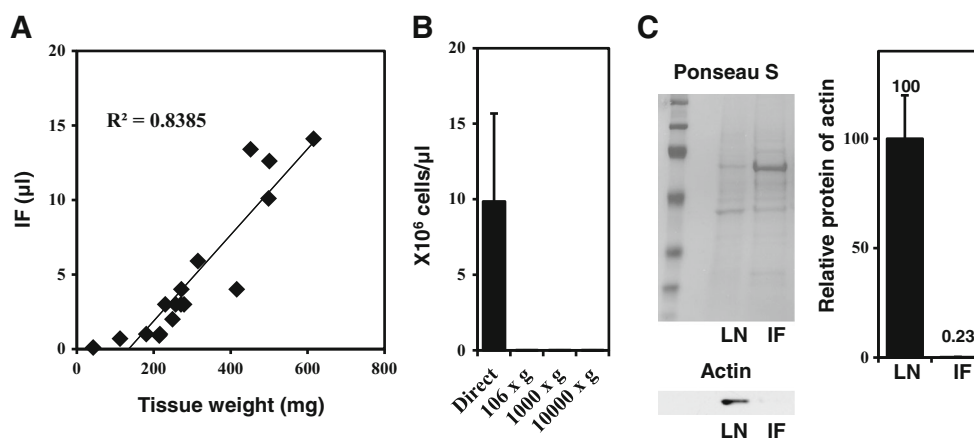 A
20
15
10
5
0
IF (µl)
R² = 0.8385
0
200
400
600
800
Tissue weight (mg)
B
20
15
10
5
0
X10⁶ cells/µl
Direct
106 x g
1000 x g
10000 x g
C
Ponseau S
LN IF
Actin
LN IF
Relative protein of actin
100
50
0
100
0.23
LN
IF